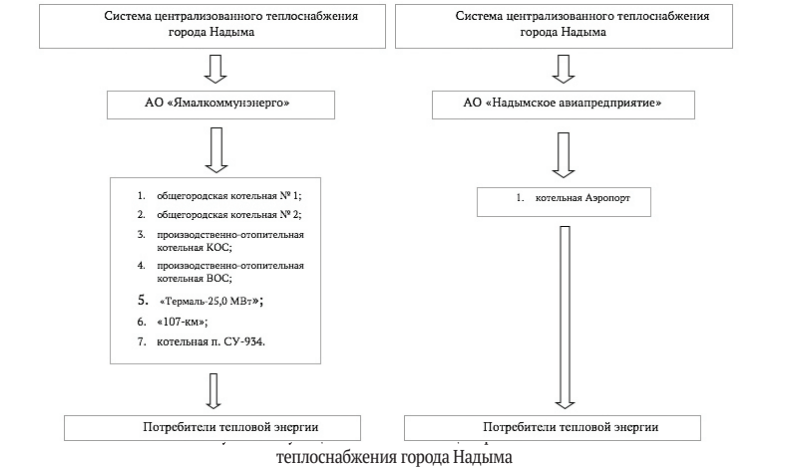 Система централизованного теплоснабжения
города Надыма
АО «Ямалкоммунэнерго»
1. общегородская котельная № 1;
2. общегородская котельная № 2;
3. производственно-отопительная
котельная КОС;
4. производственно-отопительная
котельная ВОС;
5. «Термаль-25,0 МВт»;
6. «107-км»;
7. котельная п. СУ-934.
Потребители тепловой энергии
Система централизованного теплоснабжения
города Надыма
АО «Надымское авиапредприятие»
1. котельная Аэропорт
Потребители тепловой энергии
теплоснабжения города Надыма